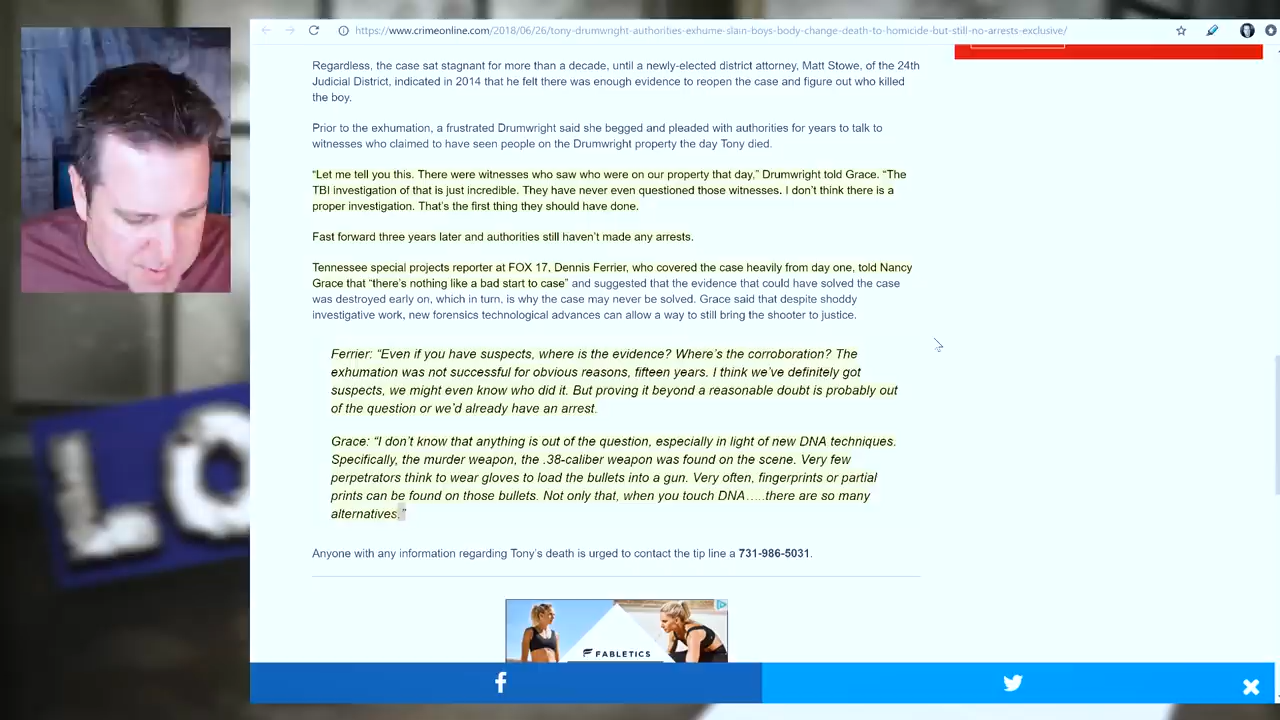 https://www.crimeonline.com/2018/06/26/tony-drumwright-authorities-exhume-slain-boys-body-change-death-to-homicide-but-still-no-arrests-exclusive/
Regardless, the case sat stagnant for more than a decade, until a newly-elected district attorney, Matt Stowe, of the 24th
Judicial District, indicated in 2014 that he felt there was enough evidence to reopen the case and figure out who killed
the boy.
Prior to the exhumation, a frustrated Drumwright said she begged and pleaded with authorities for years to talk to
witnesses who claimed to have seen people on the Drumwright property the day Tony died.
“Let me tell you this. There were witnesses who saw who were on our property that day,” Drumwright told Grace. “The
TBI investigation of that is just incredible. They have never even questioned those witnesses. I don’t think there is a
proper investigation. That’s the first thing they should have done.
Fast forward three years later and authorities still haven’t made any arrests.
Tennessee special projects reporter at FOX 17, Dennis Ferrier, who covered the case heavily from day one, told Nancy
Grace that “there’s nothing like a bad start to case” and suggested that the evidence that could have solved the case
was destroyed early on, which in turn, is why the case may never be solved. Grace said that despite shoddy
investigative work, new forensics technological advances can allow a way to still bring the shooter to justice.
Ferrier: “Even if you have suspects, where is the evidence? Where’s the corroboration? The
exhumation was not successful for obvious reasons, fifteen years. I think we’ve definitely got
suspects, we might even know who did it. But proving it beyond a reasonable doubt is probably out
of the question or we’d already have an arrest.
Grace: “I don’t know that anything is out of the question, especially in light of new DNA techniques.
Specifically, the murder weapon, the .38-caliber weapon was found on the scene. Very few
perpetrators think to wear gloves to load the bullets into a gun. Very often, fingerprints or partial
prints can be found on those bullets. Not only that, when you touch DNA…..there are so many
alternatives.”
Anyone with any information regarding Tony’s death is urged to contact the tip line a 731-986-5031.
FABLETICS
LO